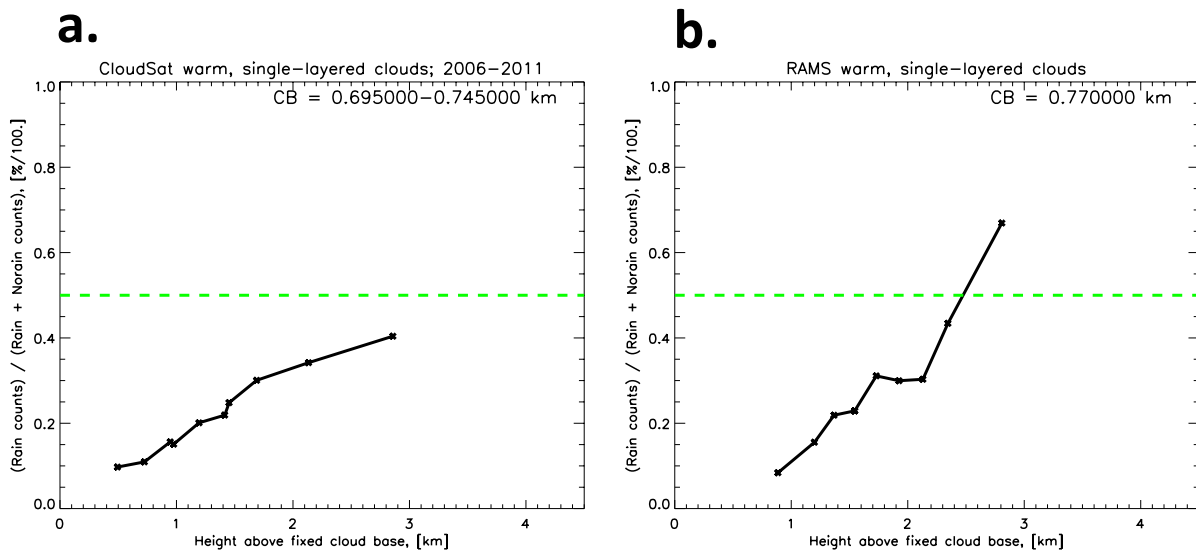 a.
CloudSat warm, single-layered clouds; 2006-2011
CB = 0.695000-0.745000 km
(Rain counts) / (Rain + Norain counts), [%/100.]
1.0
0.8
0.6
0.4
0.2
0.0
0 1 2 3 4
Height above fixed cloud base, [km]
b.
RAMS warm, single-layered clouds
CB = 0.770000 km
(Rain counts) / (Rain + Norain counts), [%/100.]
1.0
0.8
0.6
0.4
0.2
0.0
0 1 2 3 4
Height above fixed cloud base, [km]